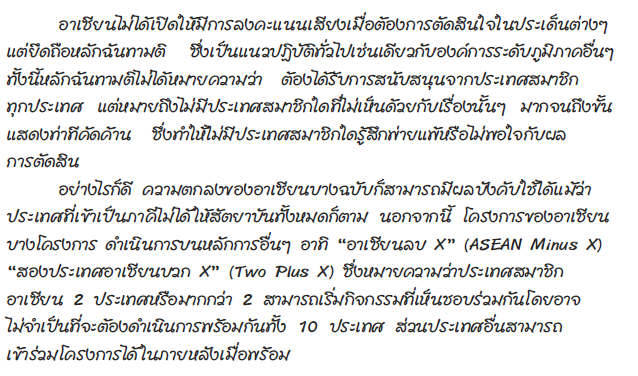 อาเซียนไม่ได้เปิดให้มีการลงคะแนนเสียงเมื่อต้องการตัดสินใจในประเด็นต่างๆ
แต่ยึดถือหลักฉันทามติ ซึ่งเป็นแนวปฏิบัติทั่วไปเช่นเดียวกับองค์การระดับภูมิภาคอื่นๆ
ทั้งนี้หลักฉันทามติไม่ได้หมายความว่า ต้องได้รับการสนับสนุนจากประเทศสมาชิก
ทุกประเทศ แต่หมายถึงไม่มีประเทศสมาชิกใดที่ไม่เห็นด้วยกับเรื่องนั้นๆ มากจนถึงขั้น
แสดงท่าทีคัดค้าน ซึ่งทำให้ไม่มีประเทศสมาชิกใดรู้สึกพ่ายแพ้หรือไม่พอใจกับผล
การตัดสิน
อย่างไรก็ดี ความตกลงของอาเซียนบางฉบับก็สามารถมีผลบังคับใช้ได้แม้ว่า
ประเทศที่เข้าเป็นภาคีไม่ได้ให้สัตยาบันทั้งหมดก็ตาม นอกจากนี้ โครงการของอาเซียน
บางโครงการ ดำเนินการบนหลักการอื่นๆ อาทิ “อาเซียนลบ X” (ASEAN Minus X)
“สองประเทศอาเซียนบวก X” (Two Plus X) ซึ่งหมายความว่าประเทศสมาชิก
อาเซียน 2 ประเทศหรือมากกว่า 2 สามารถเริ่มกิจกรรมที่เห็นชอบร่วมกันโดยอาจ
ไม่จำเป็นที่จะต้องดำเนินการพร้อมกันทั้ง 10 ประเทศ ส่วนประเทศอื่นสามารถ
เข้าร่วมโครงการได้ในภายหลังเมื่อพร้อม